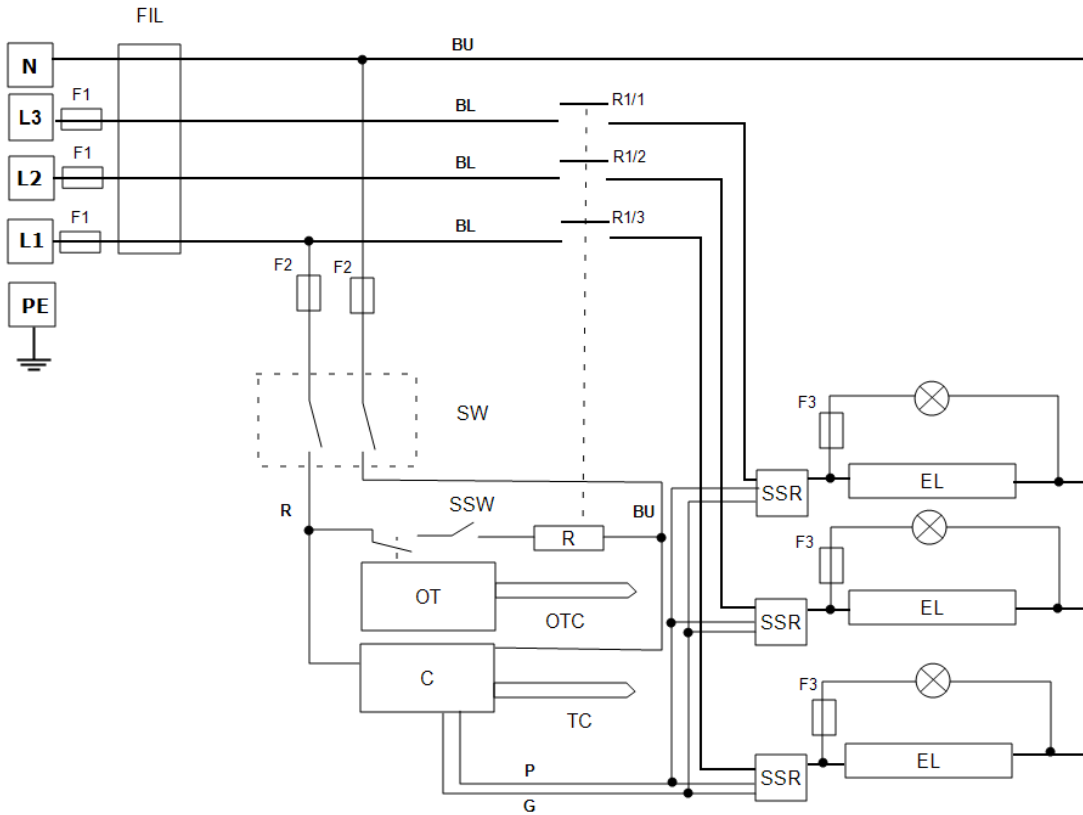 FIL
BU
N
F1
R1/1
L3
BL
F1
R1/2
L2
BL
F1
R1/3
L1
BL
F2
F2
PE
SW
F3
EL
SSR
R
SSW
BU
R
F3
OT
EL
OTC
SSR
C
F3
TC
EL
P
SSR
G